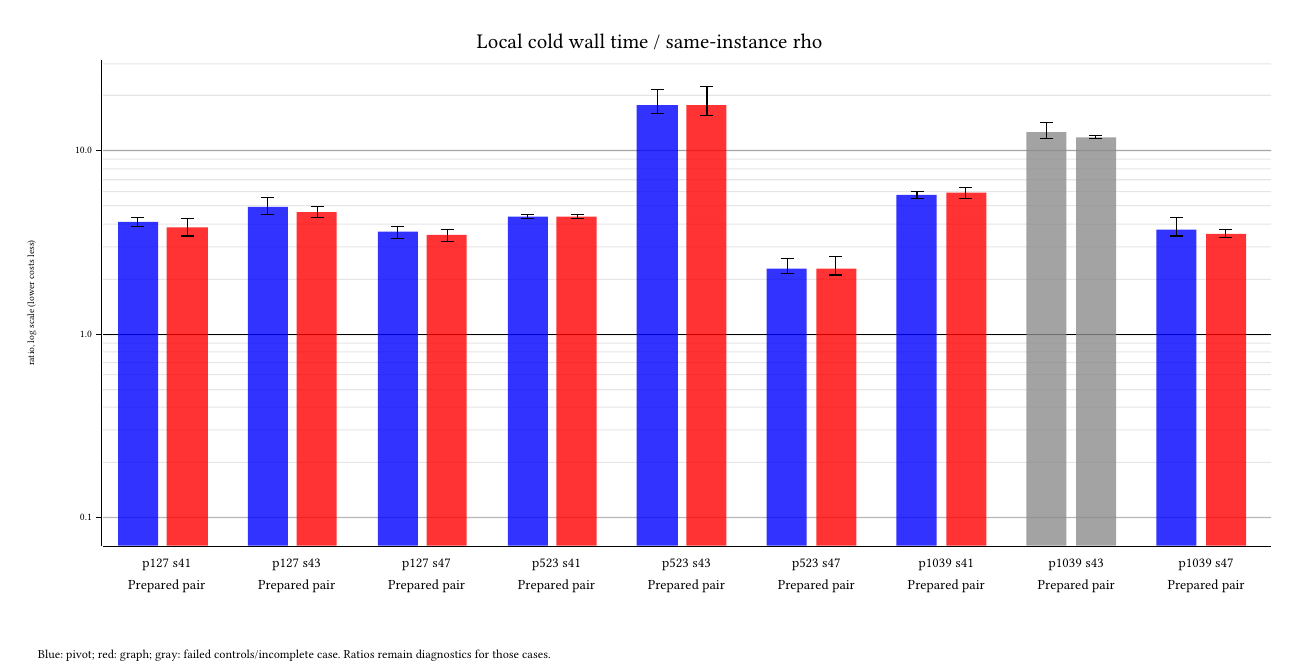 Local cold wall time / same-instance rho
ratio, log scale (lower costs less)
10.0
1.0
0.1
p127 s41
Prepared pair
p127 s43
Prepared pair
p127 s47
Prepared pair
p523 s41
Prepared pair
p523 s43
Prepared pair
p523 s47
Prepared pair
p1039 s41
Prepared pair
p1039 s43
Prepared pair
p1039 s47
Prepared pair
Blue: pivot; red: graph; gray: failed controls/incomplete case. Ratios remain diagnostics for those cases.